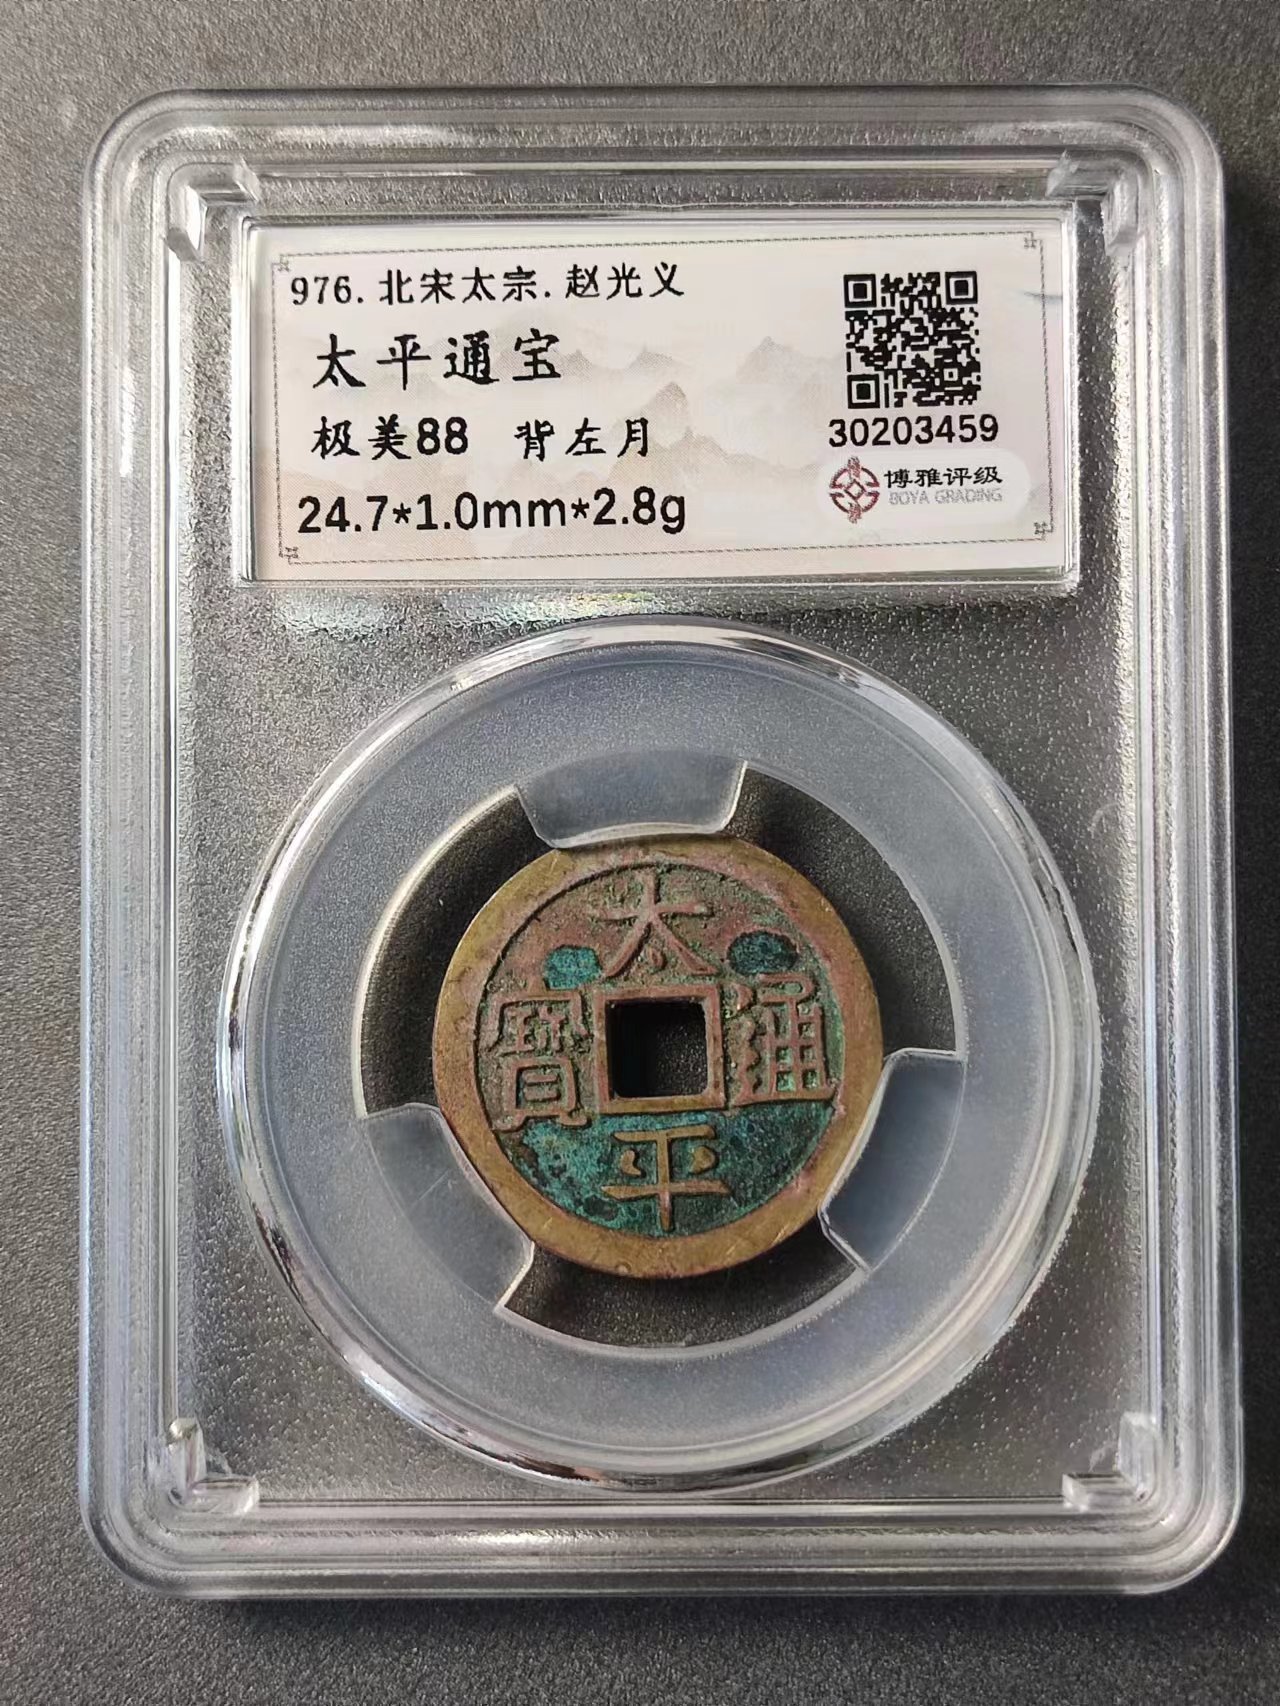 976.北宋太宗.赵光义
太平通宝
极美88 背左月
24.7*1.0mm*2.8g
30203459
博雅评级
BOYA GRADING
太
寶 通
平